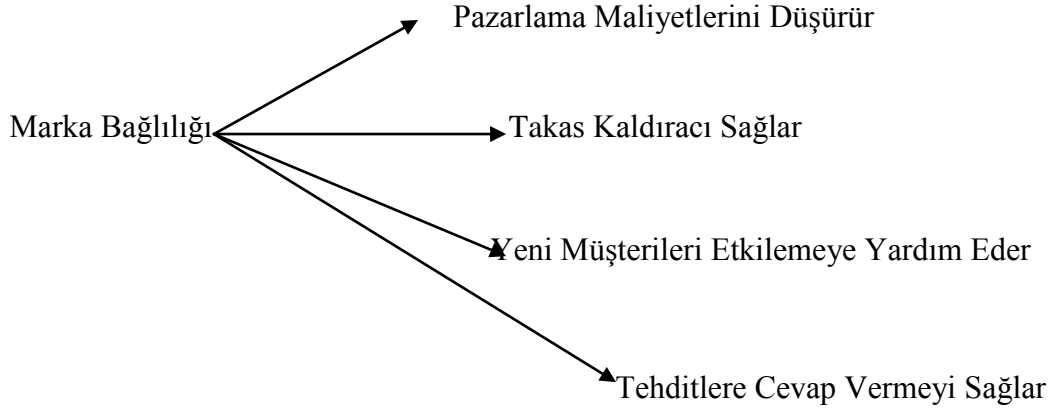 Pazarlama Maliyetlerini Düşürür
Marka Bağlılığı
Takas Kaldıracı Sağlar
Yeni Müşterileri Etkilemeye Yardım Eder
Tehditlere Cevap Vermeyi Sağlar